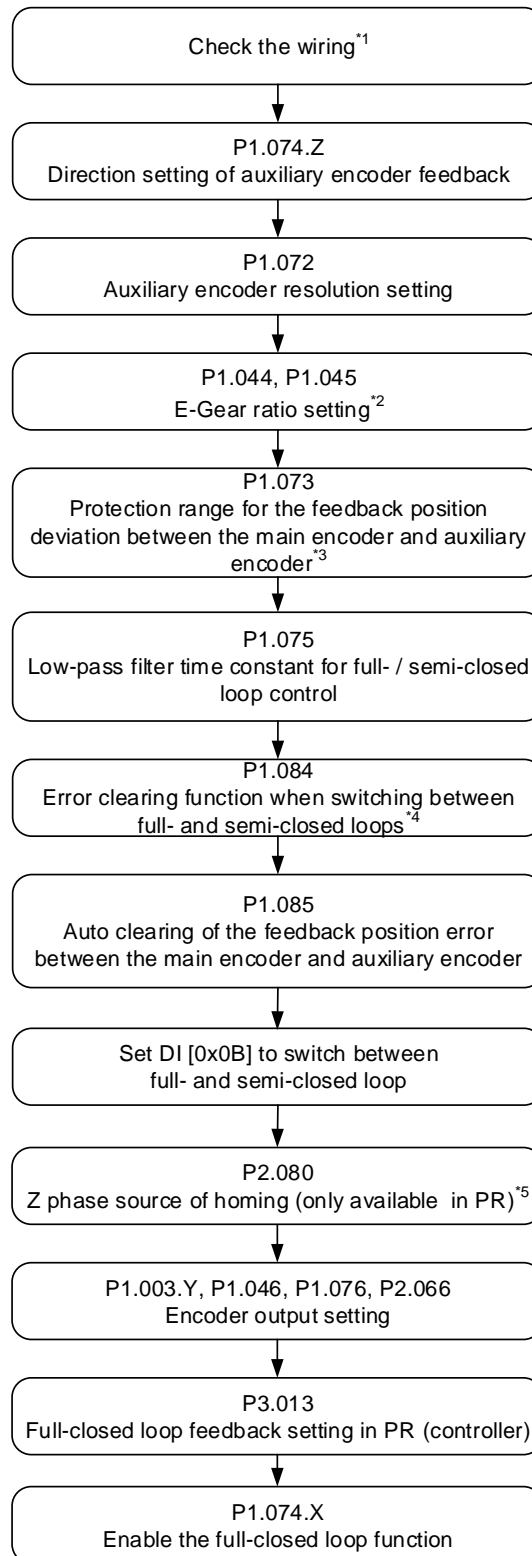 Check the wiring*1
P1.074.Z
Direction setting of auxiliary encoder feedback
P1.072
Auxiliary encoder resolution setting
P1.044, P1.045
E-Gear ratio setting*2
P1.073
Protection range for the feedback position
deviation between the main encoder and auxiliary
encoder*3
P1.075
Low-pass filter time constant for full- / semi-closed
loop control
P1.084
Error clearing function when switching between
full- and semi-closed loops*4
P1.085
Auto clearing of the feedback position error
between the main encoder and auxiliary encoder
Set DI [0x0B] to switch between
full- and semi-closed loop
P2.080
Z phase source of homing (only available in PR)*5
P1.003.Y, P1.046, P1.076, P2.066
Encoder output setting
P3.013
Full-closed loop feedback setting in PR (controller)
P1.074.X
Enable the full-closed loop function